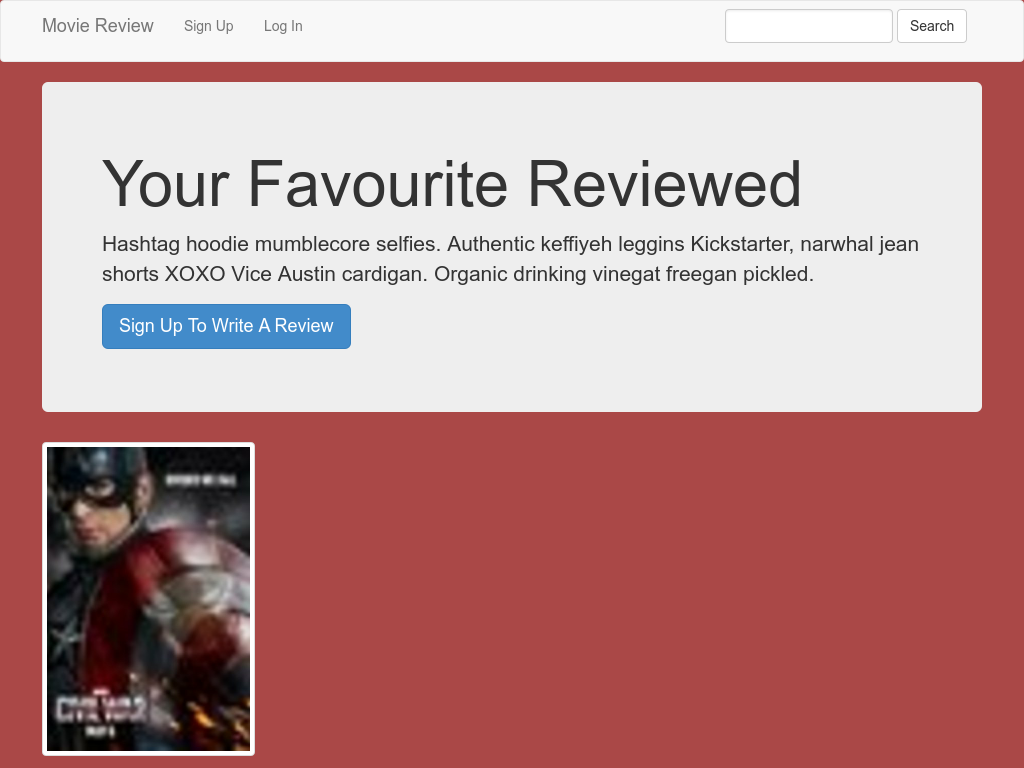 Movie Review Sign Up Log In Search
Your Favourite Reviewed
Hashtag hoodie mumblecore selfies. Authentic keffiyeh leggins Kickstarter, narwhal jean
shorts XOXO Vice Austin cardigan. Organic drinking vinegat freegan pickled.
Sign Up To Write A Review
CIVIL WAR